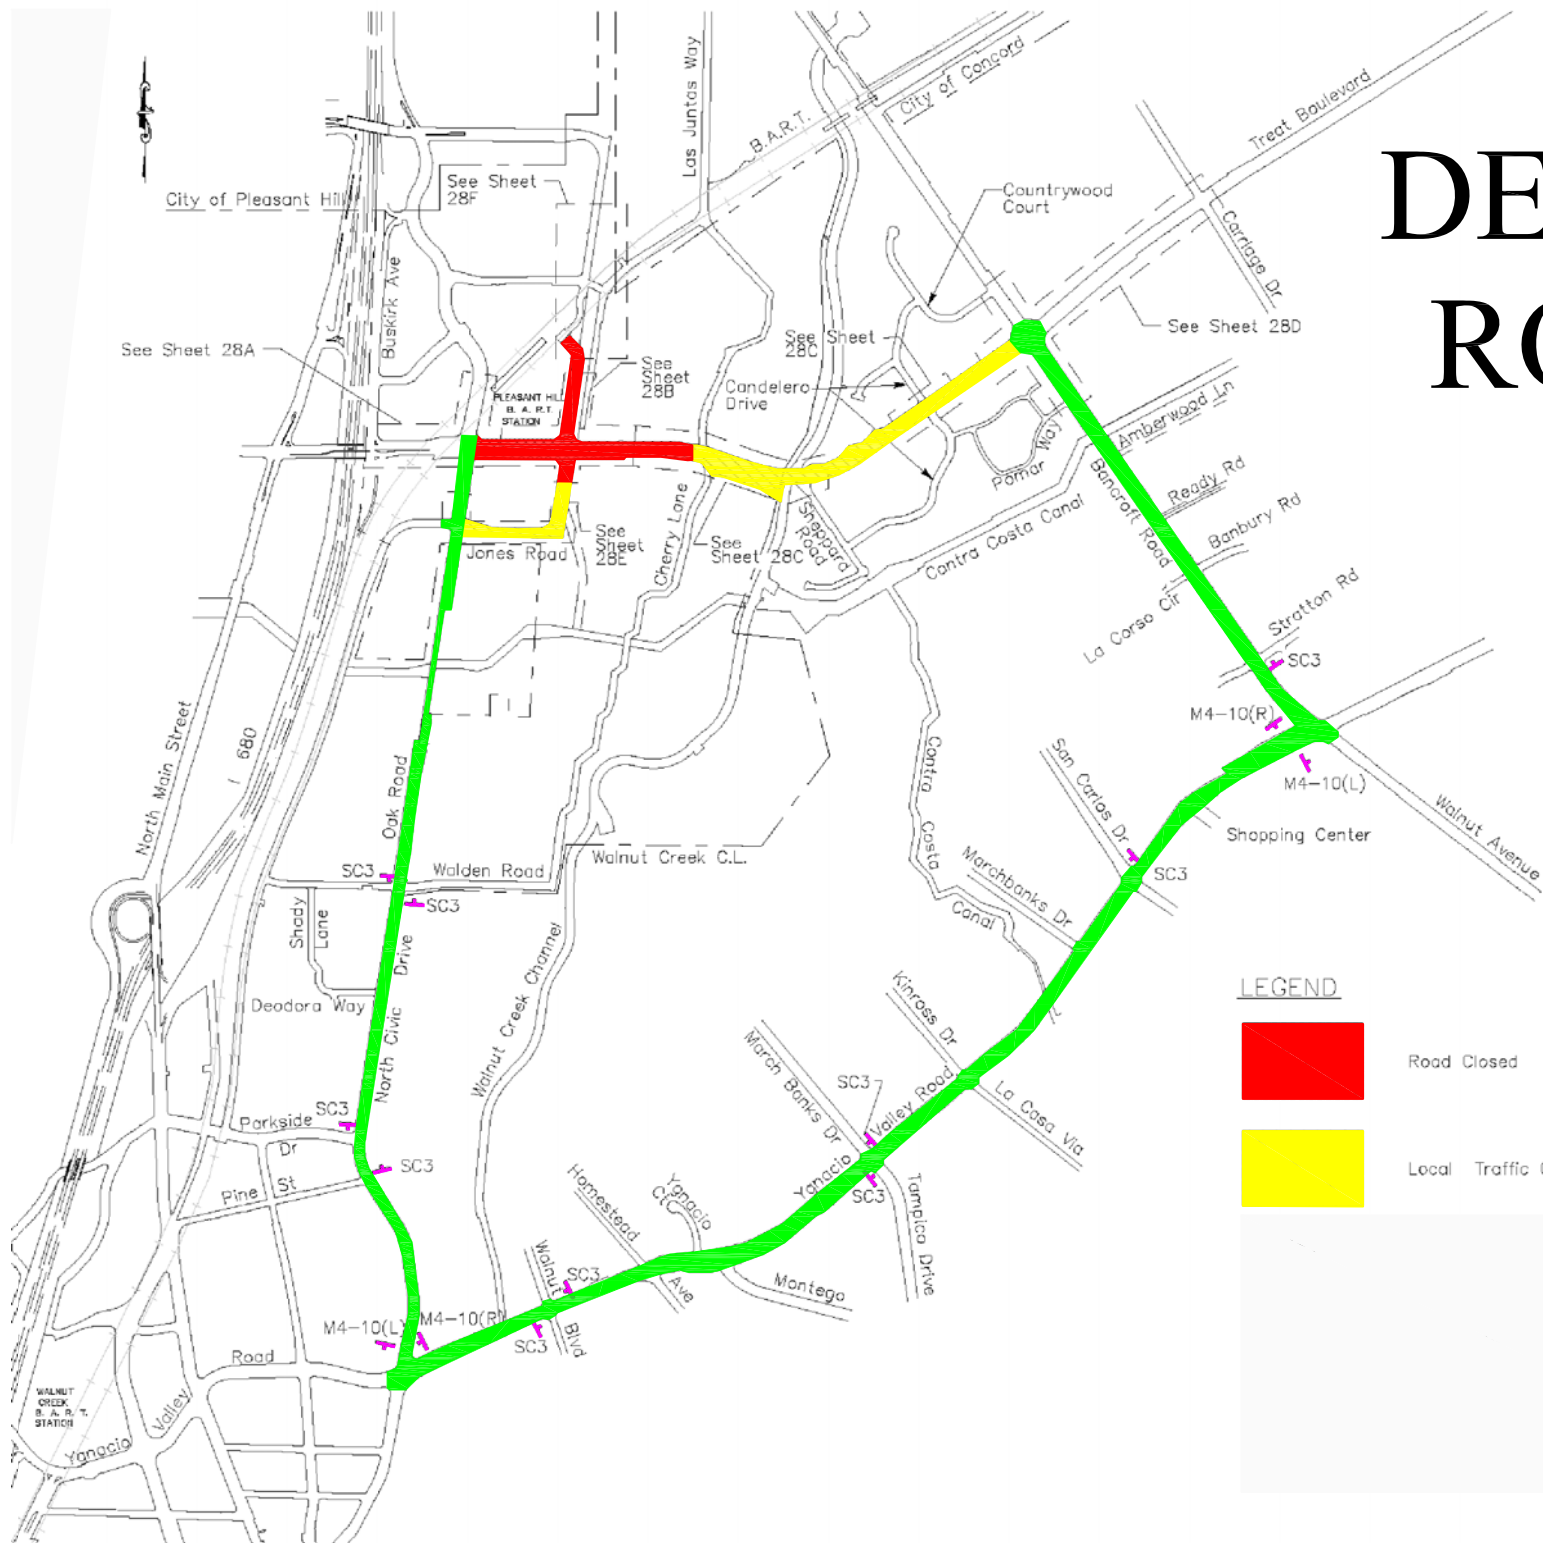 DE
RO
City of Concord
Treat Boulevard
Las Juntas Way
B.A.R.T.
City of Pleasant Hill
See Sheet
28F
Countrywood
Court
Carriage Dr
Buskirk Ave
See Sheet 28A
See Sheet 28D
See Sheet
28C
See
Sheet
28B
Candelero
Drive
PLEASANT HILL
B. A. R.T.
STATION
Amberwood Ln
Pomar Way
Bancroft Road
Ready Rd
Banbury Rd
Cherry Lane
Sheppard
Road
Contra Costa Canal
See
Sheet
28E
See
Sheet 28C
Jones Road
La Corso Cir
Stratton Rd
SC3
M4-10(R)
M4-10(L)
North Main Street
I 680
Oak Road
Contra Costa
Canal
San Carlos Dr
Walnut Avenue
Shopping Center
SC3
SC3
Walden Road
Walnut Creek C.L.
Marchbanks Dr
SC3
Shady
Lane
North Civic Drive
Deodora Way
Walnut Creek Channel
Kinross Dr
LEGEND
Road Closed
Local Traffic
March Banks Dr
SC3
Ygnacio Valley Road
La Casa Via
SC3
Parkside
Dr
SC3
Pine St
Homestead
Ave
Ygnacio
Ct
SC3
Tampico Drive
Walnut
Blvd
SC3
Montego
M4-10(L)
M4-10(R)
SC3
Road
WALNUT
CREEK
B. A. R. T.
STATION
Ygnacio Valley